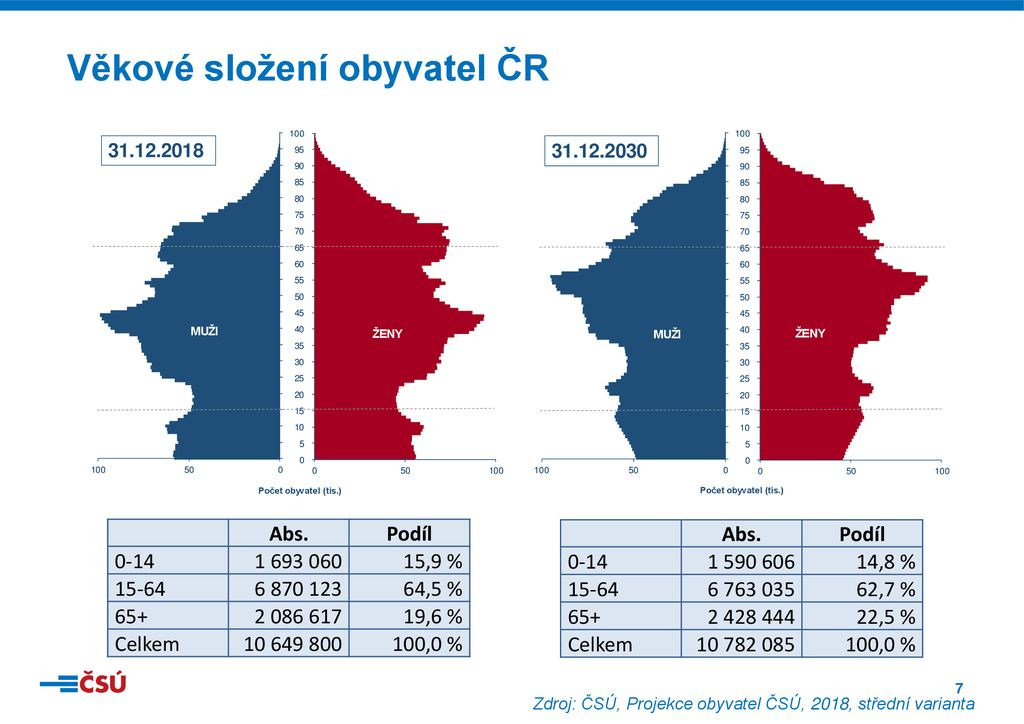 Věkové složení obyvatel ČR
31.12.2018
100
95
90
85
80
75
70
65
60
55
50
45
40
35
30
25
20
15
10
5
0
MUŽI
ŽENY
100 50 0 0 50 100
Počet obyvatel (tis.)
31.12.2030
100
95
90
85
80
75
70
65
60
55
50
45
40
35
30
25
20
15
10
5
0
MUŽI
ŽENY
100 50 0 0 50 100
Počet obyvatel (tis.)
Abs. Podíl
0-14 1 693 060 15,9 %
15-64 6 870 123 64,5 %
65+ 2 086 617 19,6 %
Celkem 10 649 800 100,0 %
Abs. Podíl
0-14 1 590 606 14,8 %
15-64 6 763 035 62,7 %
65+ 2 428 444 22,5 %
Celkem 10 782 085 100,0 %
ČSÚ
7
Zdroj: ČSÚ, Projekce obyvatel ČSÚ, 2018, střední varianta